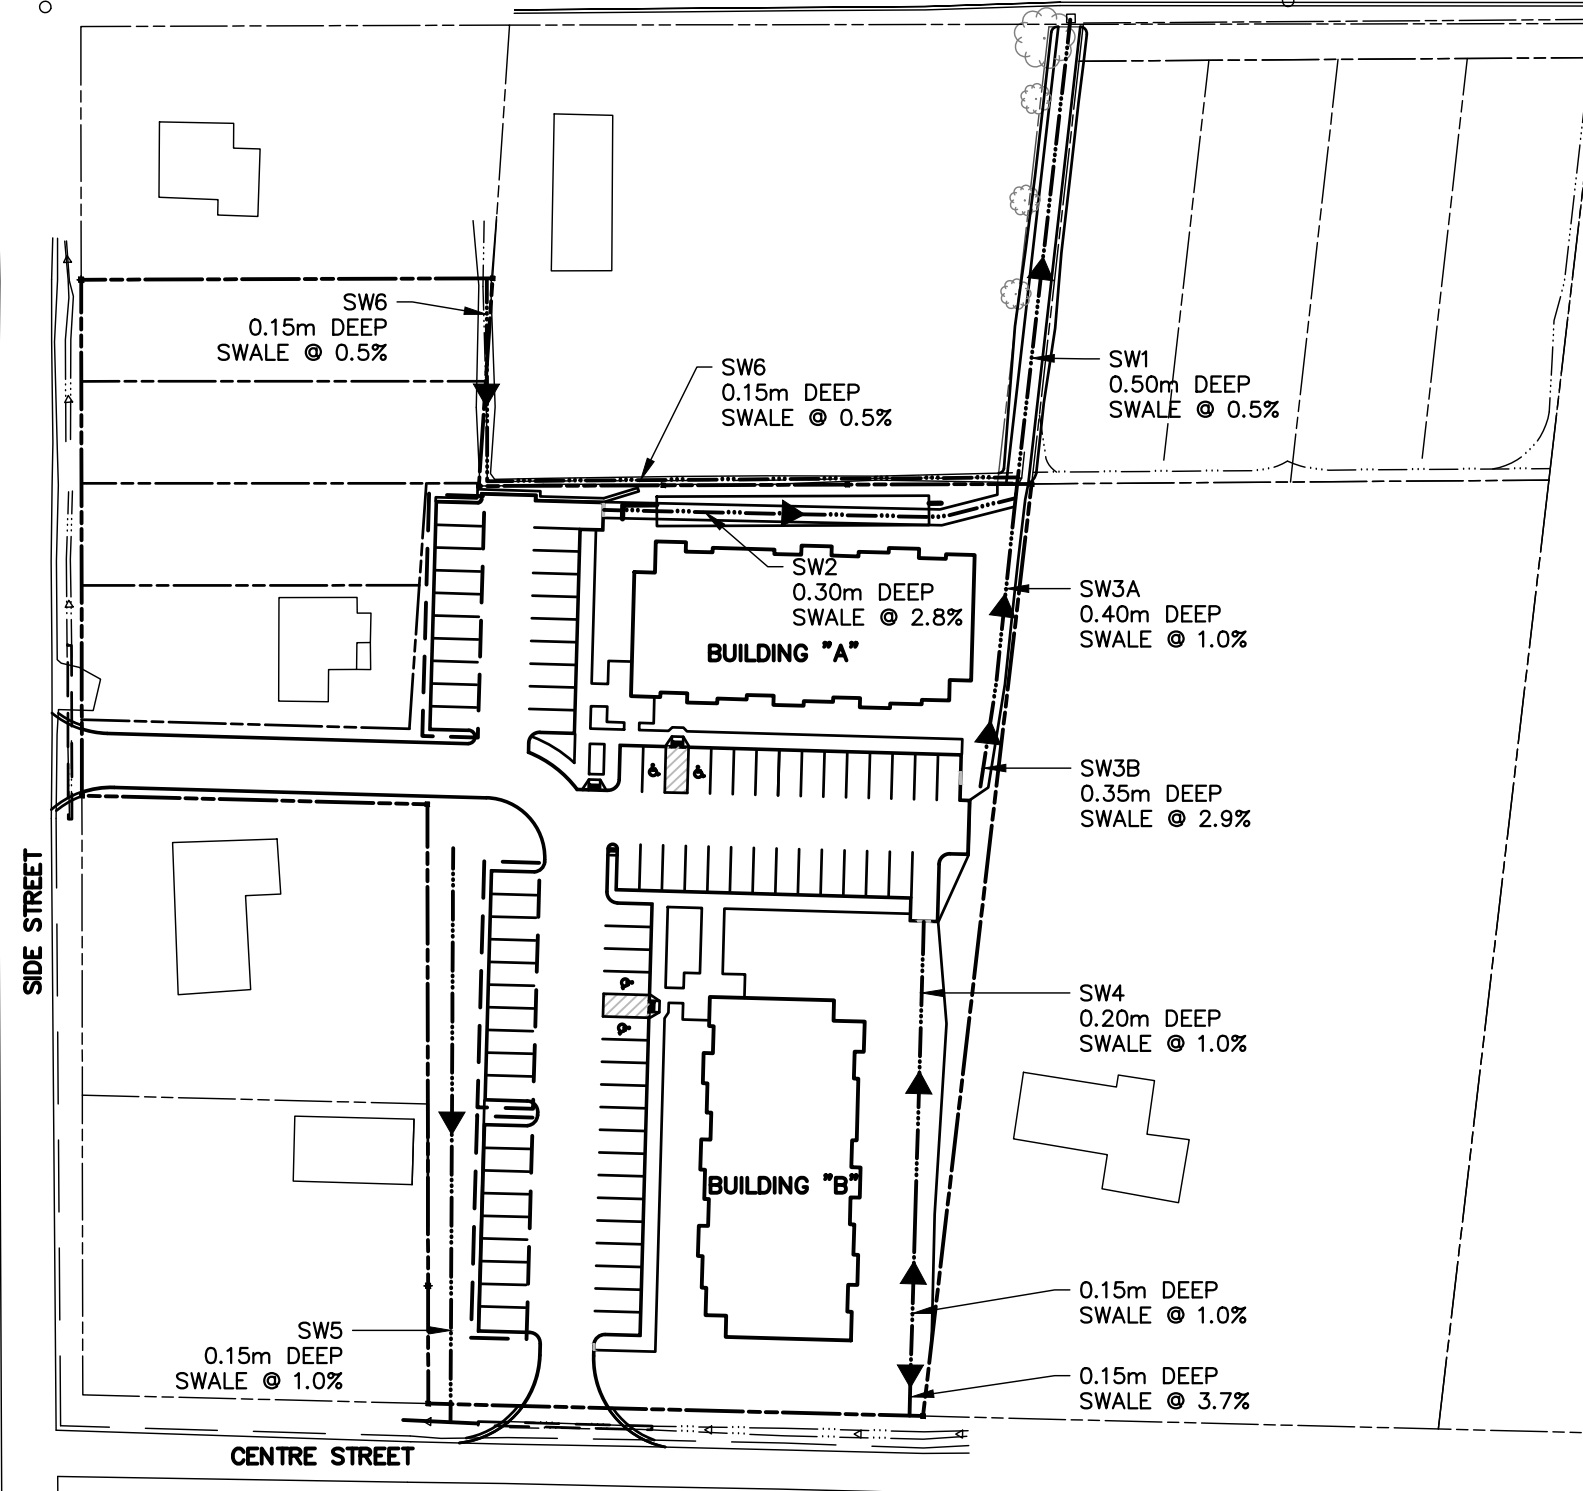 SW6
0.15m DEEP
SWALE @ 0.5%
SW6
0.15m DEEP
SWALE @ 0.5%
SW1
0.50m DEEP
SWALE @ 0.5%
SW2
0.30m DEEP
SWALE @ 2.8%
BUILDING "A"
SW3A
0.40m DEEP
SWALE @ 1.0%
SW3B
0.35m DEEP
SWALE @ 2.9%
SIDE STREET
SW4
0.20m DEEP
SWALE @ 1.0%
BUILDING "B"
0.15m DEEP
SWALE @ 1.0%
SW5
0.15m DEEP
SWALE @ 1.0%
0.15m DEEP
SWALE @ 3.7%
CENTRE STREET